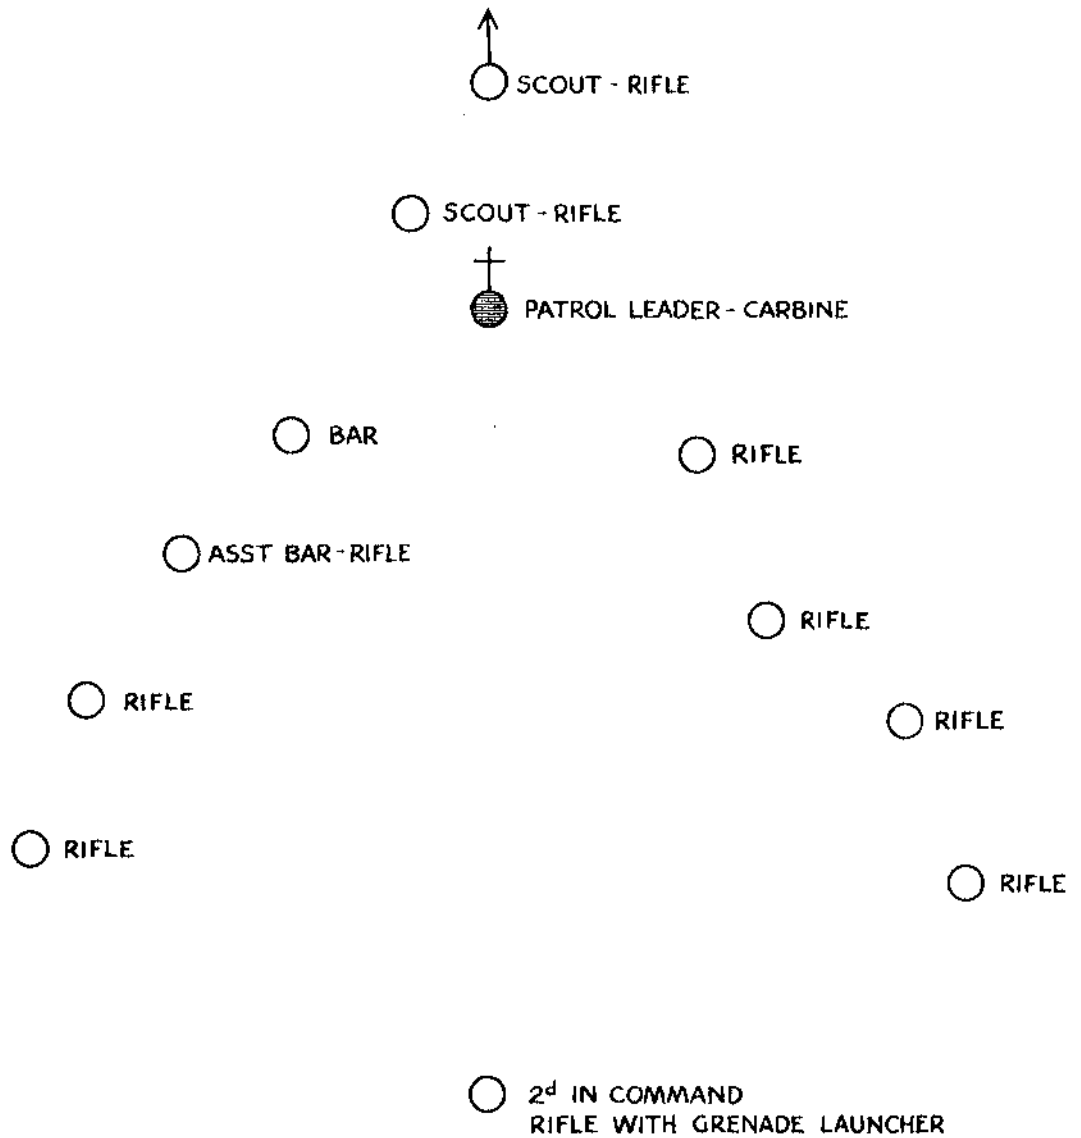 SCOUT - RIFLE
SCOUT - RIFLE
PATROL LEADER - CARBINE
BAR
RIFLE
ASST BAR - RIFLE
RIFLE
RIFLE
RIFLE
RIFLE
RIFLE
2d IN COMMAND
RIFLE WITH GRENADE LAUNCHER